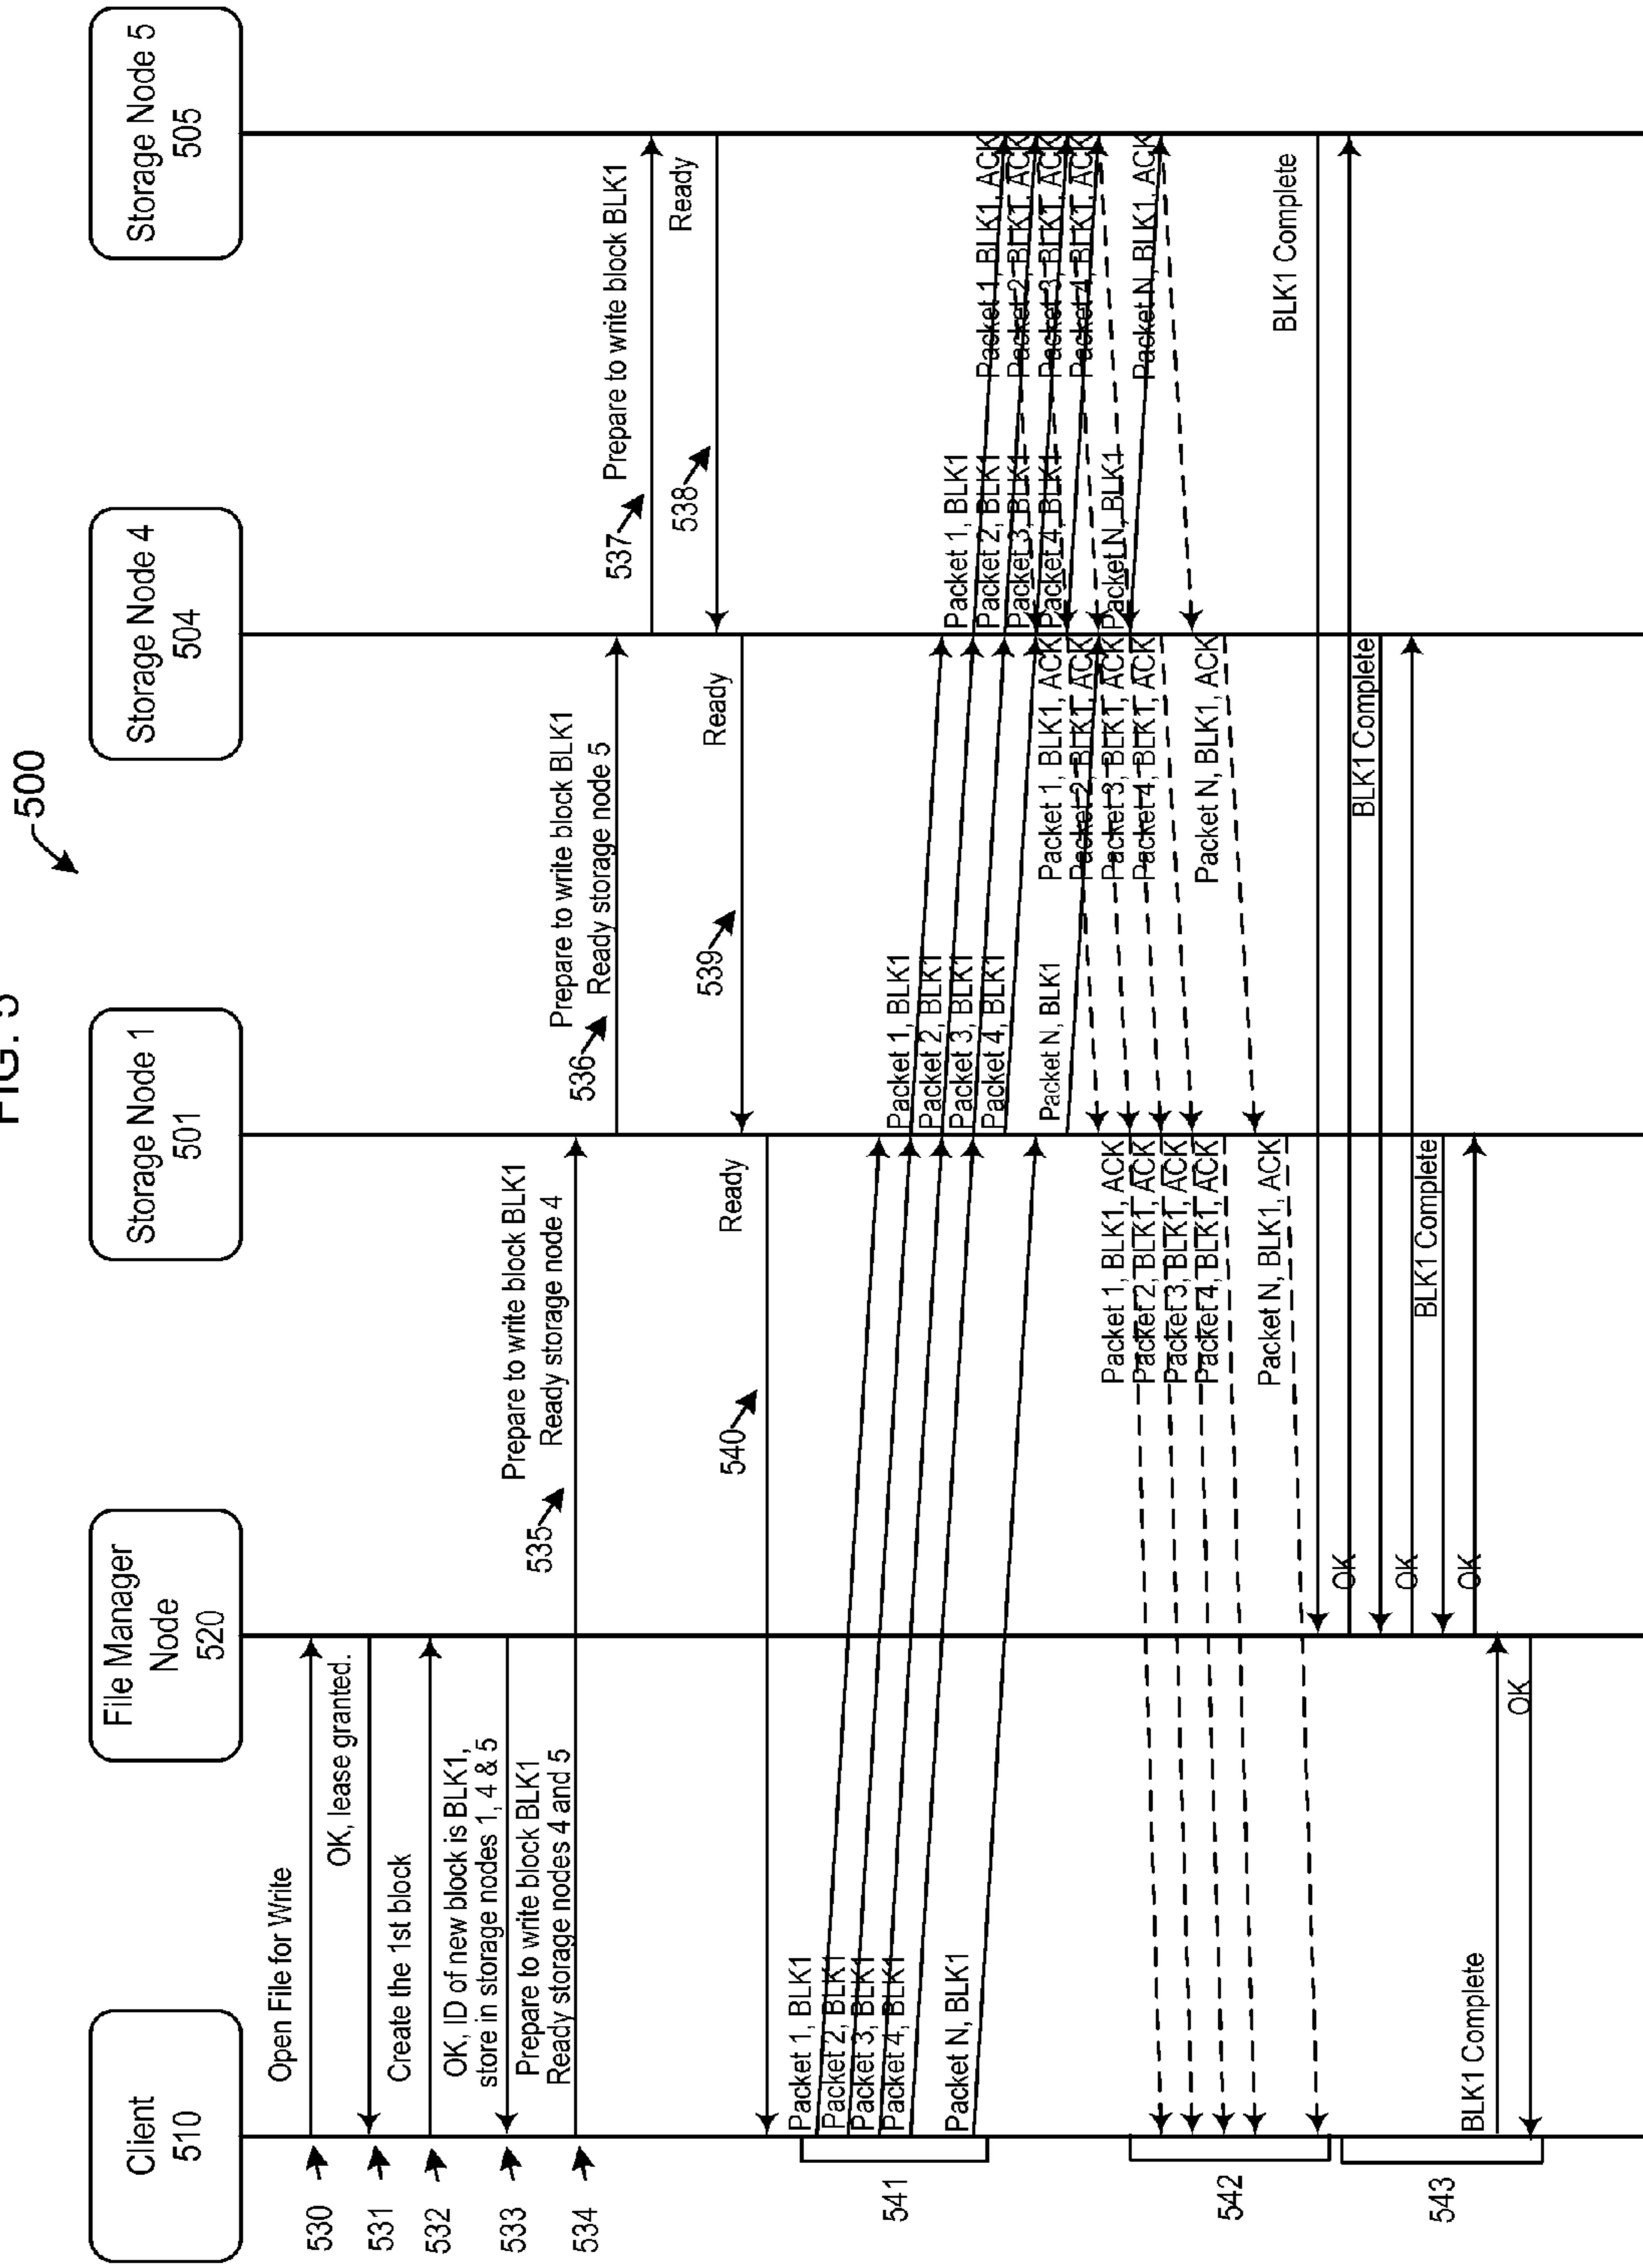 FIG. 5
500
Client
510
File Manager
Node
520
Storage Node 1
501
Storage Node 4
504
Storage Node 5
505
530
Open File for Write
531
OK, lease granted.
532
Create the 1st block
533
OK, ID of new block is BLK1,
store in storage nodes 1, 4 & 5
534
Prepare to write block BLK1
Ready storage nodes 4 and 5
535
Prepare to write block BLK1
Ready storage node 4
536
Prepare to write block BLK1
Ready storage node 5
537
Prepare to write block BLK1
538
Ready
539
Ready
540
Ready
541
Packet 1, BLK1
Packet 2, BLK1
Packet 3, BLK1
Packet 4, BLK1
Packet N, BLK1
Packet 1, BLK1
Packet 2, BLK1
Packet 3, BLK1
Packet 4, BLK1
Packet N, BLK1
Packet 1, BLK1
Packet 2, BLK1
Packet 3, BLK1
Packet 4, BLK1
Packet N, BLK1
Packet 1, BLK1, ACK
Packet 2, BLK1, ACK
Packet 3, BLK1, ACK
Packet 4, BLK1, ACK
Packet N, BLK1, ACK
Packet 1, BLK1, ACK
Packet 2, BLK1, ACK
Packet 3, BLK1, ACK
Packet 4, BLK1, ACK
Packet N, BLK1, ACK
542
Packet 1, BLK1, ACK
Packet 2, BLK1, ACK
Packet 3, BLK1, ACK
Packet 4, BLK1, ACK
Packet N, BLK1, ACK
543
BLK1 Complete
OK
BLK1 Complete
OK
BLK1 Complete
OK
BLK1 Complete
OK